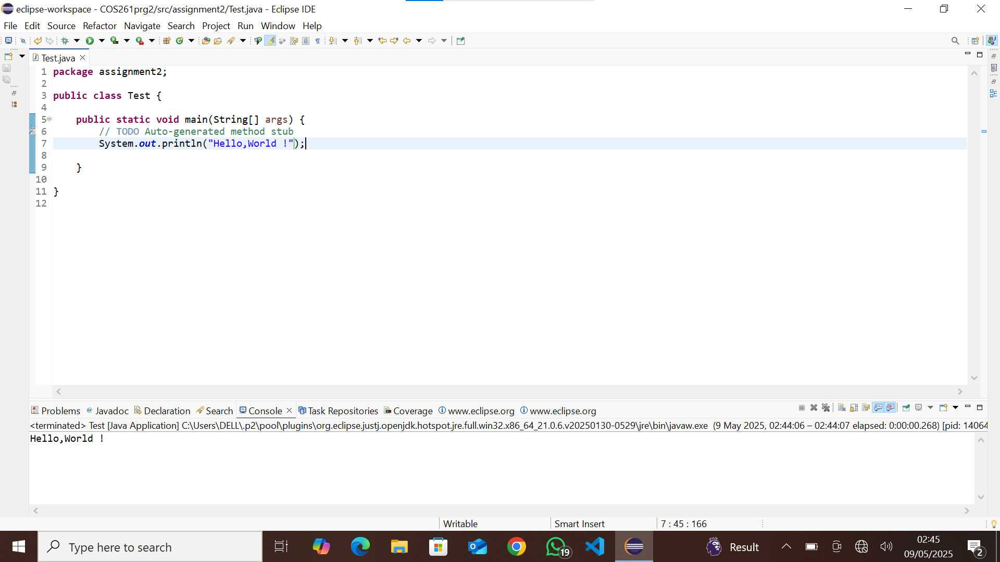 eclipse-workspace - COS261prg2/src/assignment2/Test.java - Eclipse IDE
File Edit Source Refactor Navigate Search Project Run Window Help
Test.java
1 package assignment2;
2
3 public class Test {
4
5 public static void main(String[] args) {
6 // TODO Auto-generated method stub
7 System.out.println("Hello,World !");
8
9 }
10
11 }
12
Problems Javadoc Declaration Search Console Task Repositories Coverage www.eclipse.org www.eclipse.org
<terminated> Test [Java Application] C:\Users\DELL\.p2\pool\plugins\org.eclipse.justj.openjdk.hotspot.jre.full.win32.x86_64_21.0.6.v20250130-0529\jre\bin\javaw.exe (9 May 2025, 02:44:06 – 02:44:07 elapsed: 0:00:00.268) [pid: 14064
Hello,World !
Writable Smart Insert 7 : 45 : 166
Type here to search 19 Result 02:45 2
09/05/2025